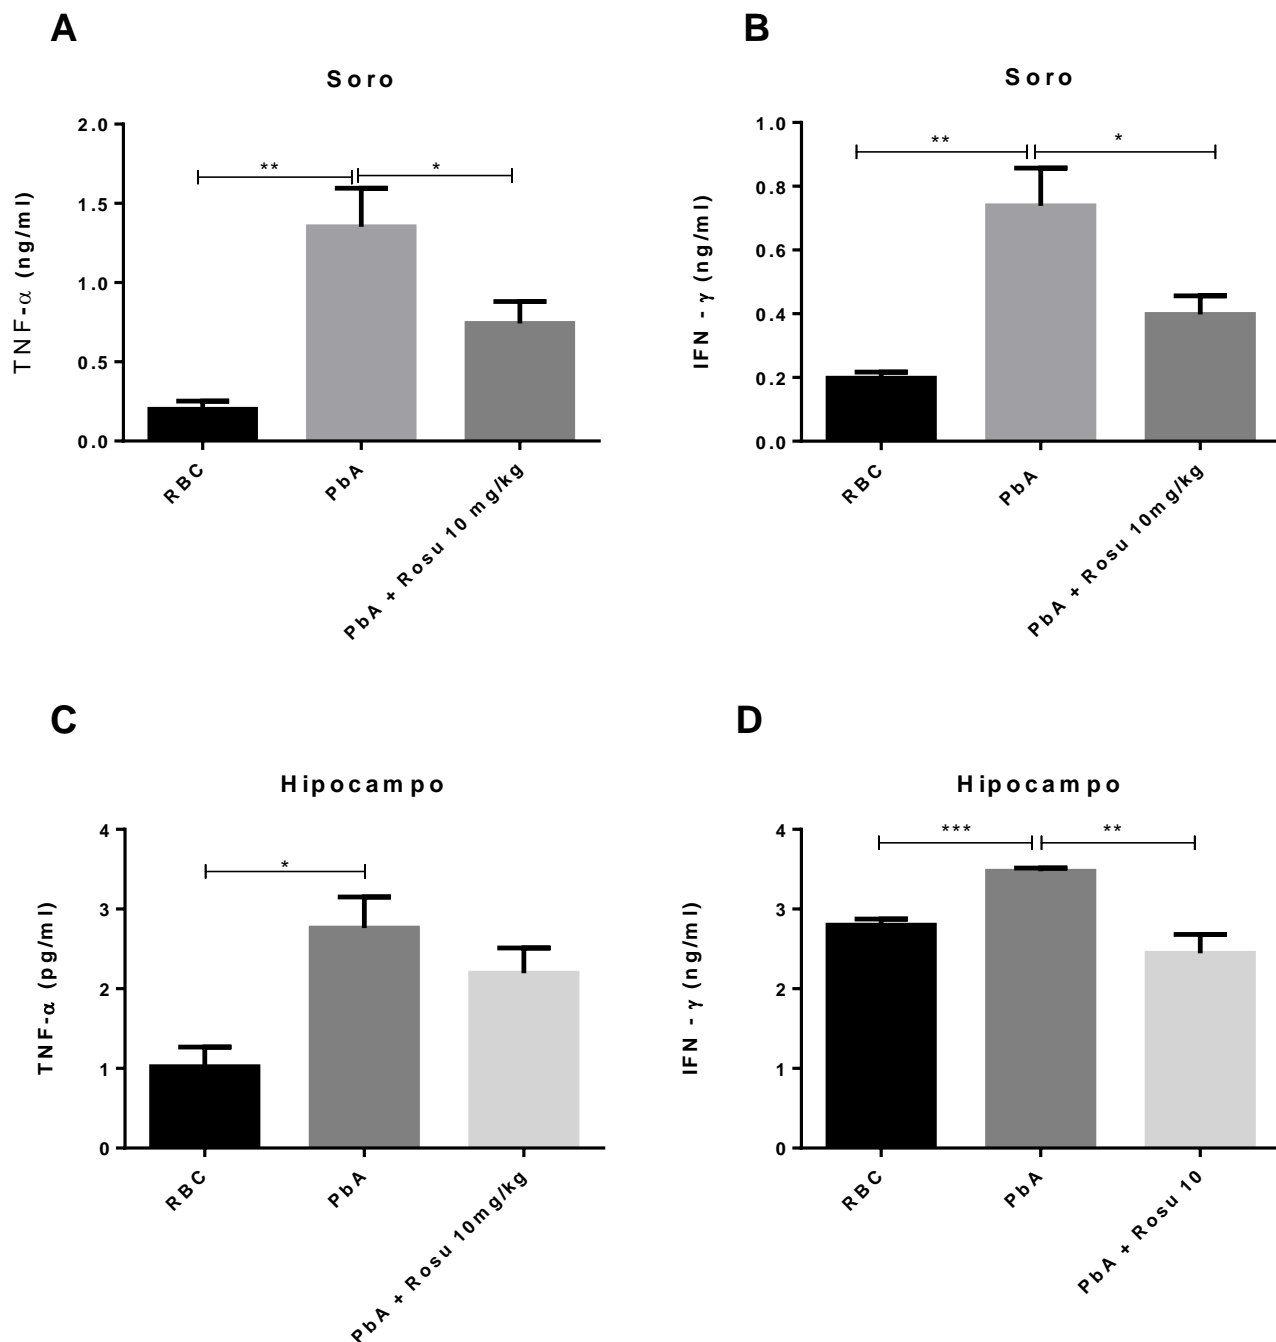 A
Soro
TNF-α (ng/ml)
2.0
1.5
1.0
0.5
0.0
**
*
RBC
PbA
PbA + Rosu 10 mg/kg
B
Soro
IFN - γ (ng/ml)
1.0
0.8
0.6
0.4
0.2
0.0
**
*
RBC
PbA
PbA + Rosu 10mg/kg
C
Hipocampo
TNF-α (pg/ml)
4
3
2
1
0
*
RBC
PbA
PbA + Rosu 10mg/kg
D
Hipocampo
IFN - γ (ng/ml)
4
3
2
1
0
***
**
RBC
PbA
PbA + Rosu 10